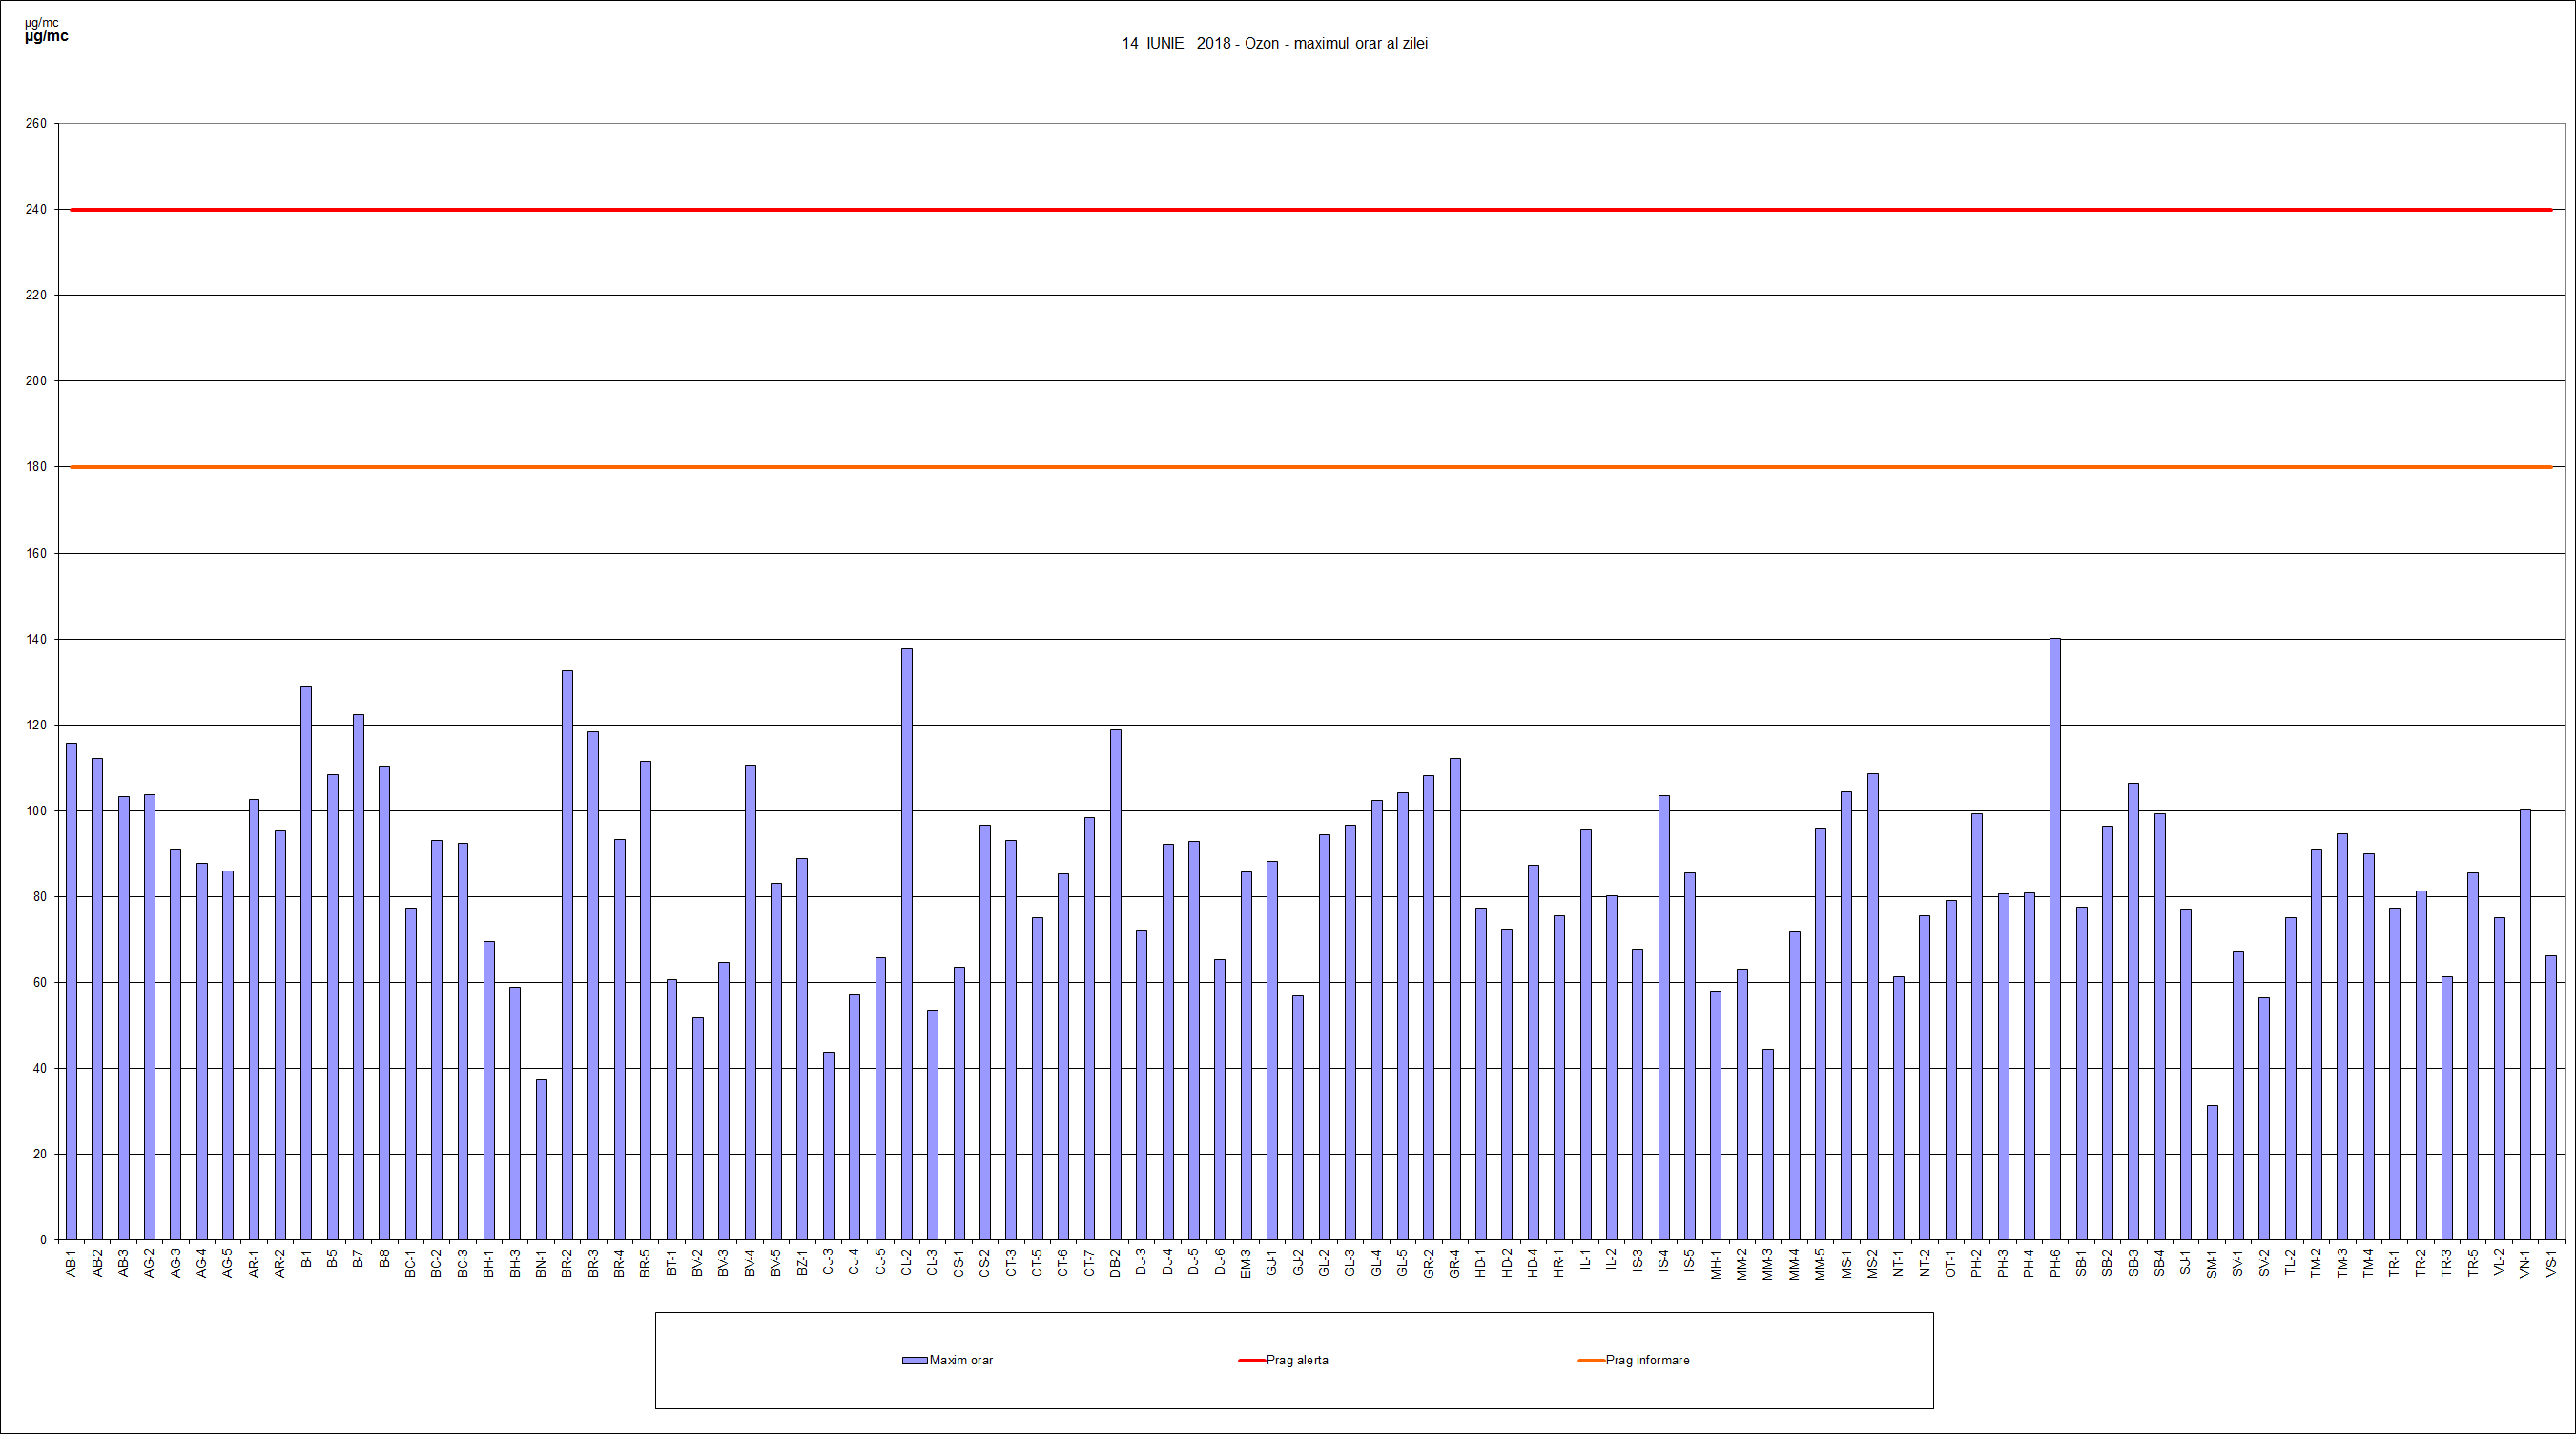 µg/mc
µg/mc
14 IUNIE 2018 - Ozon - maximul orar al zilei
260
240
220
200
180
160
140
120
100
80
60
40
20
0
AB-1
AB-2
AB-3
AG-2
AG-3
AG-4
AG-5
AR-1
AR-2
B-1
B-5
B-7
B-8
BC-1
BC-2
BC-3
BH-1
BH-3
BN-1
BR-2
BR-3
BR-4
BR-5
BT-1
BV-2
BV-3
BV-4
BV-5
BZ-1
CJ-3
CJ-4
CJ-5
CL-2
CL-3
CS-1
CS-2
CT-3
CT-5
CT-6
CT-7
DB-2
DJ-3
DJ-4
DJ-5
DJ-6
EM-3
GJ-1
GJ-2
GL-2
GL-3
GL-4
GL-5
GR-2
GR-4
HD-1
HD-2
HD-4
HR-1
IL-1
IL-2
IS-3
IS-4
IS-5
MH-1
MM-2
MM-3
MM-4
MM-5
MS-1
MS-2
NT-1
NT-2
OT-1
PH-2
PH-3
PH-4
PH-6
SB-1
SB-2
SB-3
SB-4
SJ-1
SM-1
SV-1
SV-2
TL-2
TM-2
TM-3
TM-4
TR-1
TR-2
TR-3
TR-5
VL-2
VN-1
VS-1
Maxim orar
Prag alerta
Prag informare